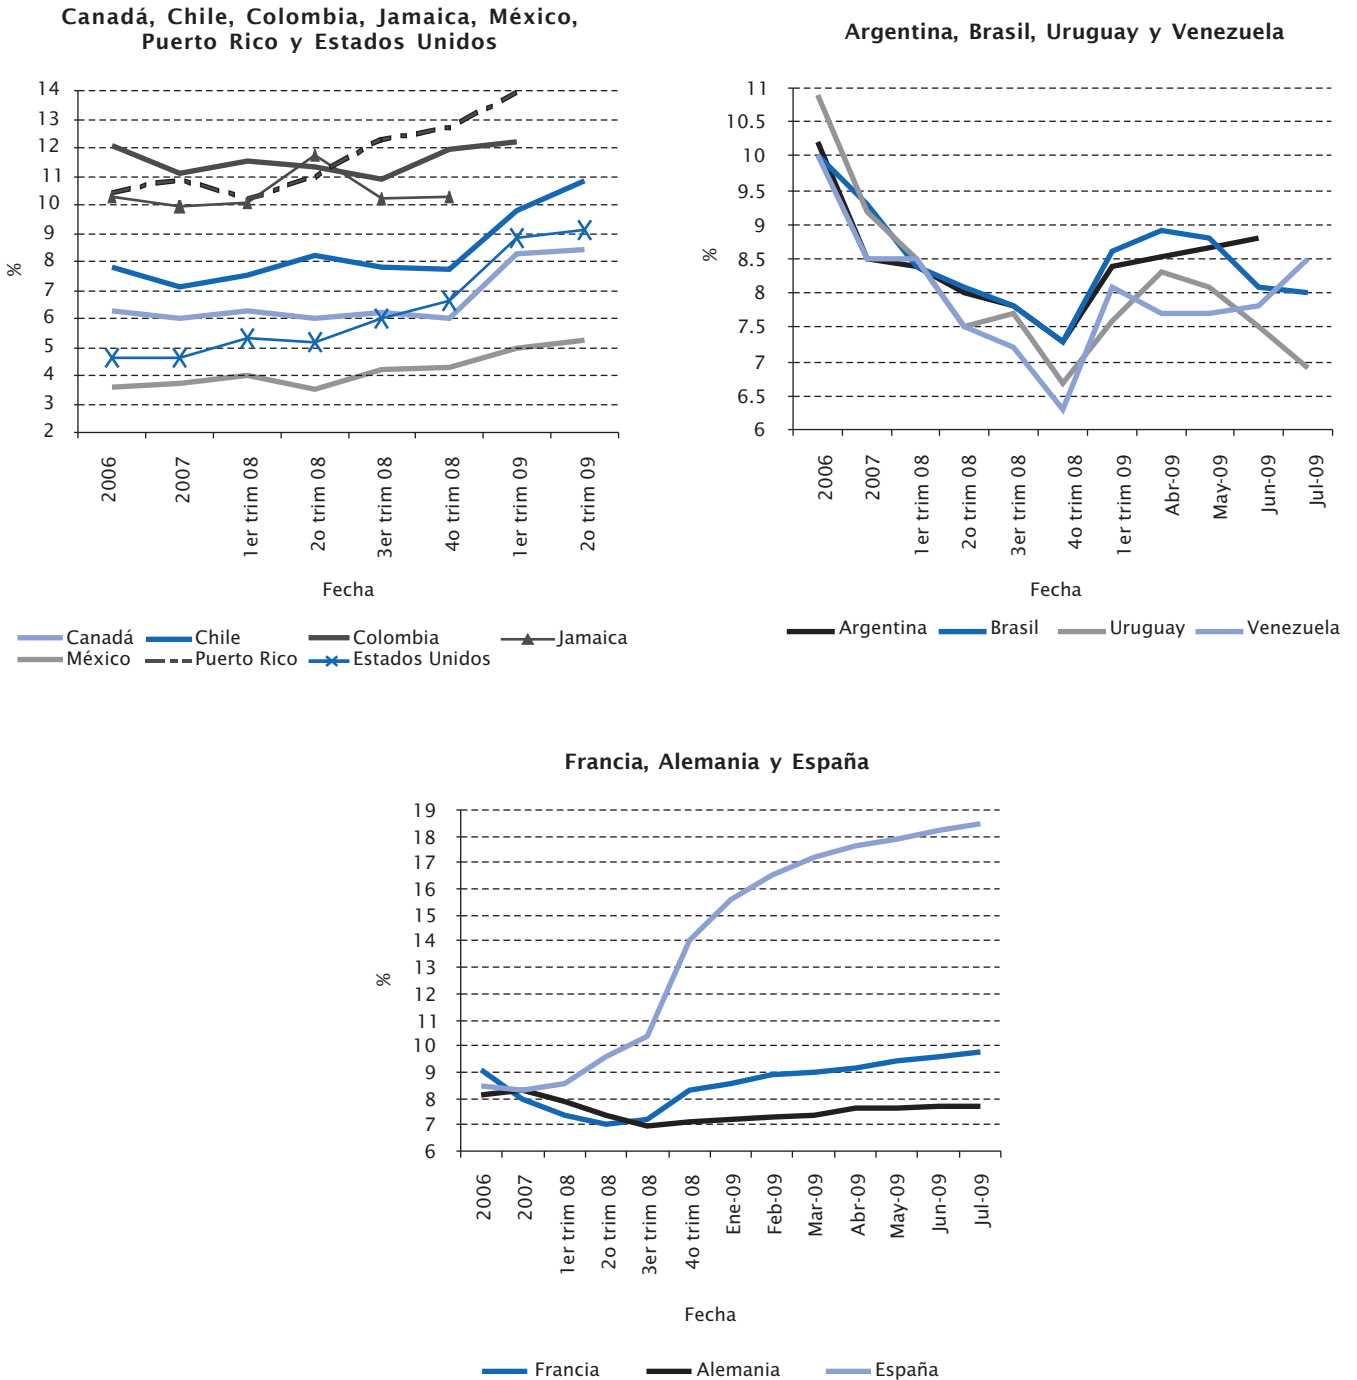 Canadá, Chile, Colombia, Jamaica, México,
Puerto Rico y Estados Unidos
14
13
12
11
10
9
8
7
6
5
4
3
2
%
2006
2007
1er trim 08
2o trim 08
3er trim 08
4o trim 08
1er trim 09
2o trim 09
Fecha
Canadá
Chile
Colombia
Jamaica
México
Puerto Rico
Estados Unidos
Argentina, Brasil, Uruguay y Venezuela
11
10.5
10
9.5
9
8.5
8
7.5
7
6.5
6
%
2006
2007
1er trim 08
2o trim 08
3er trim 08
4o trim 08
1er trim 09
Abr-09
May-09
Jun-09
Jul-09
Fecha
Argentina
Brasil
Uruguay
Venezuela
Francia, Alemania y España
19
18
17
16
15
14
13
12
11
10
9
8
7
6
%
2006
2007
1er trim 08
2o trim 08
3er trim 08
4o trim 08
Ene-09
Feb-09
Mar-09
Abr-09
May-09
Jun-09
Jul-09
Fecha
Francia
Alemania
España